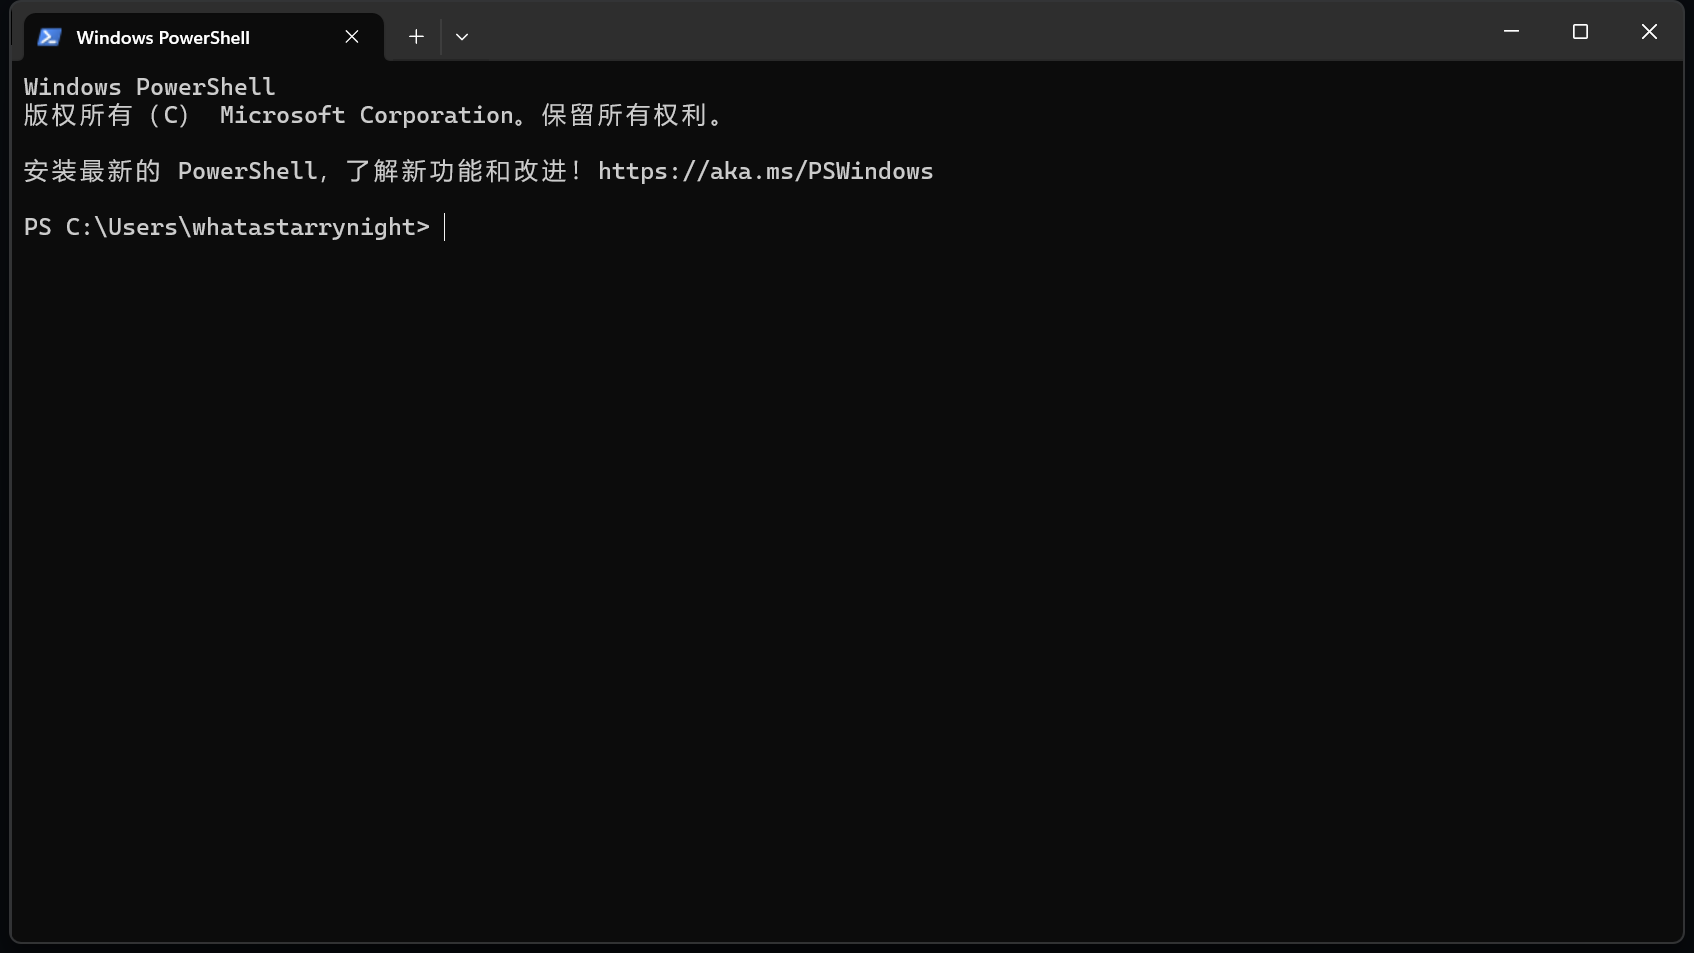 Windows PowerShell
Windows PowerShell
版权所有（C） Microsoft Corporation。保留所有权利。
安装最新的 PowerShell，了解新功能和改进！https://aka.ms/PSWindows
PS C:\Users\whatastarrynight>